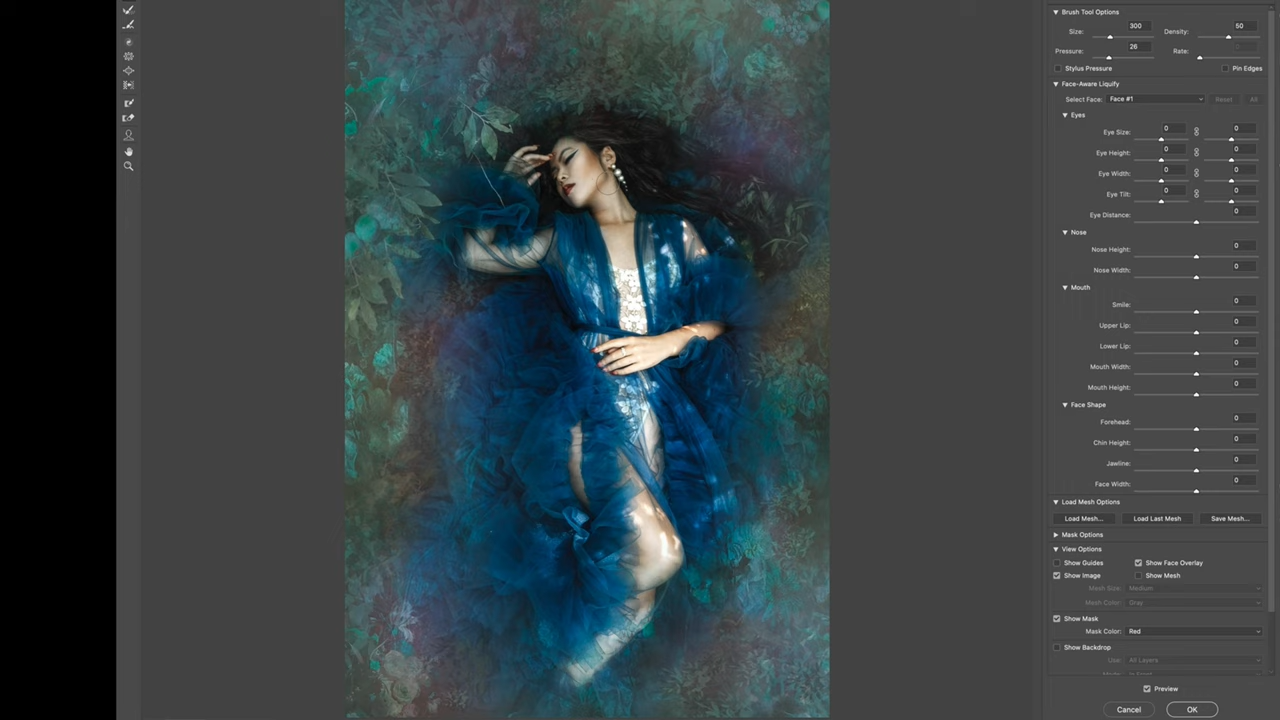 Brush Tool Options
Size: 300 Density: 50
Pressure: 26 Rate:
Stylus Pressure Pin Edges
Face-Aware Liquify
Select Face: Face #1 Reset All
Eyes
Eye Size: 0 0
Eye Height: 0 0
Eye Width: 0 0
Eye Tilt: 0 0
Eye Distance: 0
Nose
Nose Height: 0
Nose Width: 0
Mouth
Smile: 0
Upper Lip: 0
Lower Lip: 0
Mouth Width: 0
Mouth Height: 0
Face Shape
Forehead: 0
Chin Height: 0
Jawline: 0
Face Width: 0
Load Mesh Options
Load Mesh... Load Last Mesh Save Mesh...
Mask Options
View Options
Show Guides Show Face Overlay
Show Image Show Mesh
Mesh Size: Medium
Mesh Color: Gray
Show Mask
Mask Color: Red
Show Backdrop
Use: All Layers
Preview
Cancel OK